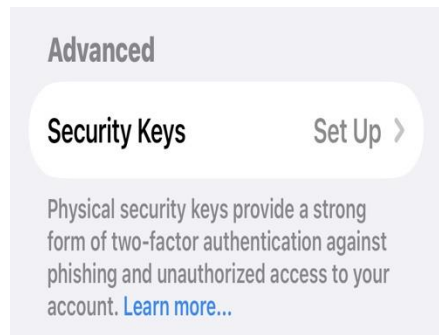 Advanced
Security Keys Set Up >
Physical security keys provide a strong
form of two-factor authentication against
phishing and unauthorized access to your
account. Learn more...